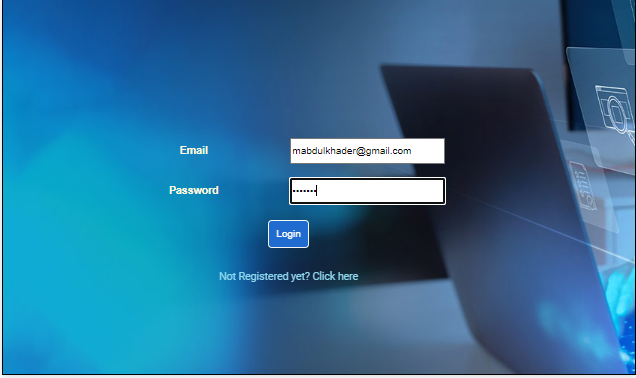 Email mabdulkhader@gmail.com
Password •••••••
Login
Not Registered yet? Click here